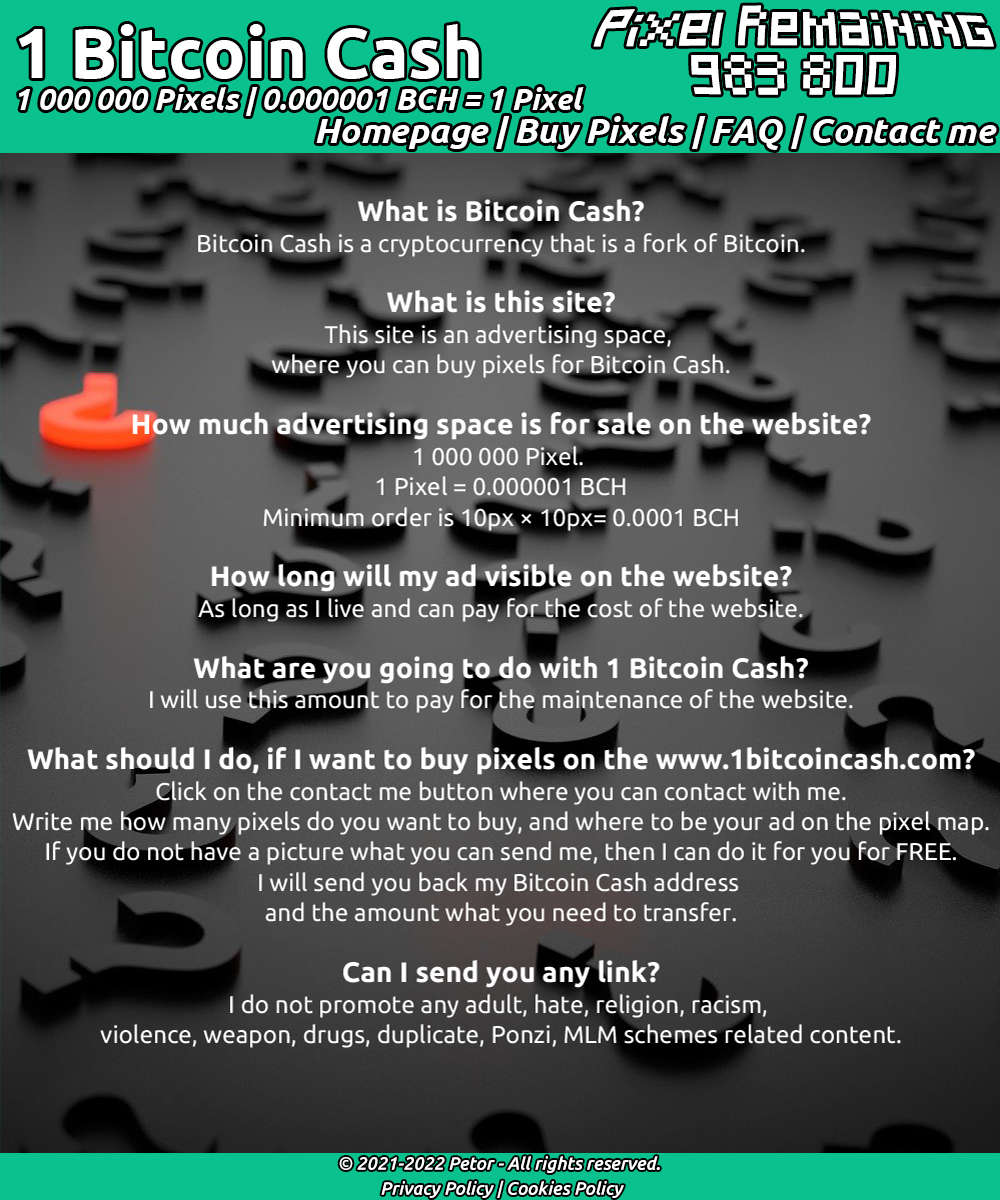 1 Bitcoin Cash
1 000 000 Pixels | 0.000001 BCH = 1 Pixel
Pixel Remaining
983 800
Homepage | Buy Pixels | FAQ | Contact me
What is Bitcoin Cash?
Bitcoin Cash is a cryptocurrency that is a fork of Bitcoin.
What is this site?
This site is an advertising space,
where you can buy pixels for Bitcoin Cash.
How much advertising space is for sale on the website?
1 000 000 Pixel.
1 Pixel = 0.000001 BCH
Minimum order is 10px × 10px= 0.0001 BCH
How long will my ad visible on the website?
As long as I live and can pay for the cost of the website.
What are you going to do with 1 Bitcoin Cash?
I will use this amount to pay for the maintenance of the website.
What should I do, if I want to buy pixels on the www.1bitcoincash.com?
Click on the contact me button where you can contact with me.
Write me how many pixels do you want to buy, and where to be your ad on the pixel map.
If you do not have a picture what you can send me, then I can do it for you for FREE.
I will send you back my Bitcoin Cash address
and the amount what you need to transfer.
Can I send you any link?
I do not promote any adult, hate, religion, racism,
violence, weapon, drugs, duplicate, Ponzi, MLM schemes related content.
© 2021-2022 Petor - All rights reserved.
Privacy Policy | Cookies Policy